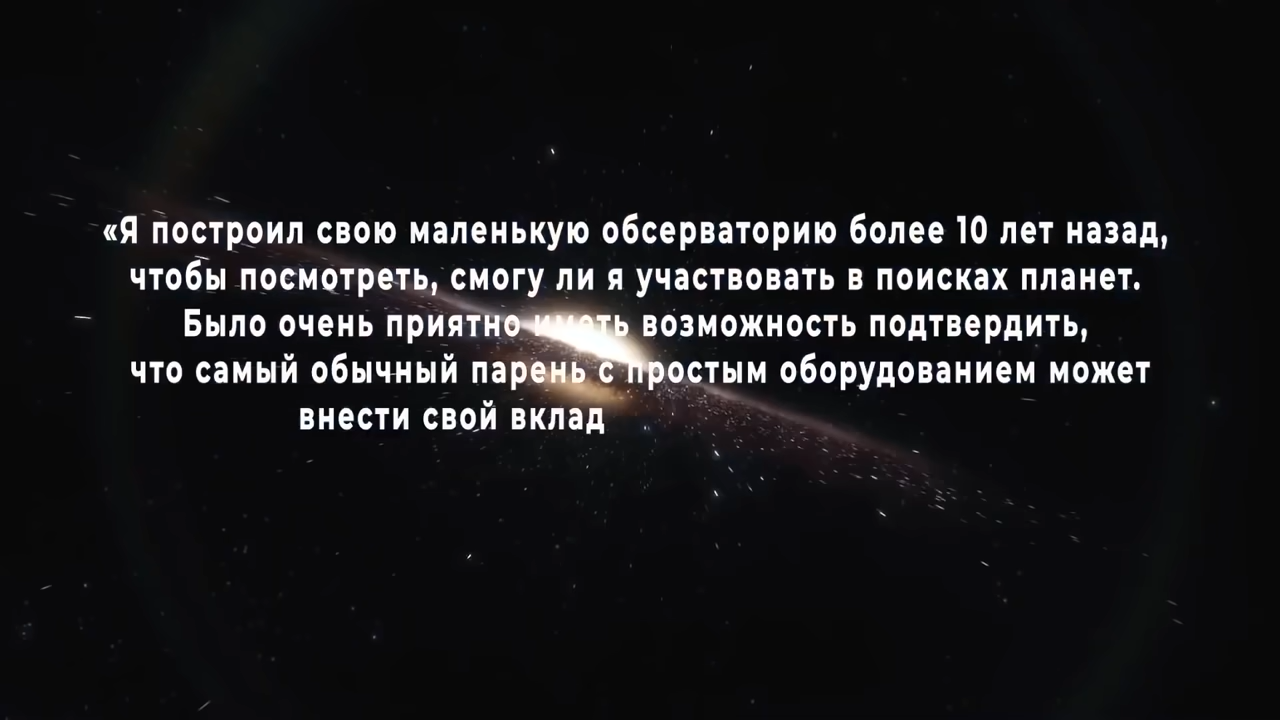 «Я построил свою маленькую обсерваторию более 10 лет назад,
чтобы посмотреть, смогу ли я участвовать в поисках планет.
Было очень приятно иметь возможность подтвердить,
что самый обычный парень с простым оборудованием может
внести свой вклад